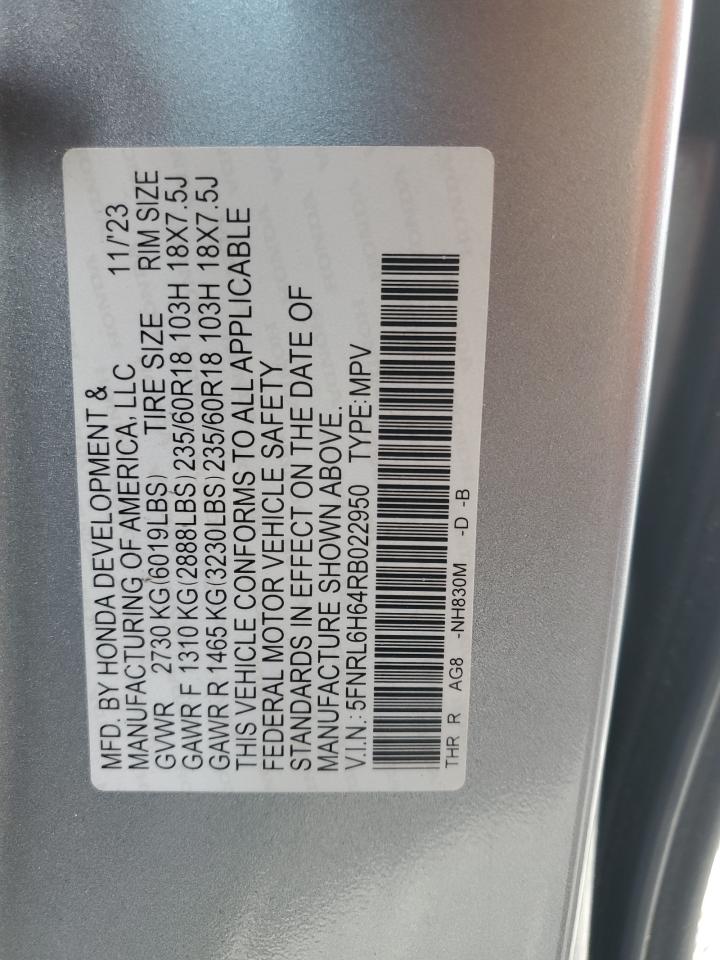 MFD. BY HONDA DEVELOPMENT &
MANUFACTURING OF AMERICA, LLC 11/'23
GVWR 2730 KG(6019LBS) TIRE SIZE RIM SIZE
GAWR F 1310 KG(2888LBS) 235/60R18 103H 18X7.5J
GAWR R 1465 KG(3230LBS) 235/60R18 103H 18X7.5J
THIS VEHICLE CONFORMS TO ALL APPLICABLE
FEDERAL MOTOR VEHICLE SAFETY
STANDARDS IN EFFECT ON THE DATE OF
MANUFACTURE SHOWN ABOVE.
V.I.N.: 5FNRL6H64RB022950 TYPE: MPV
THR R AG8 -NH830M -D -B